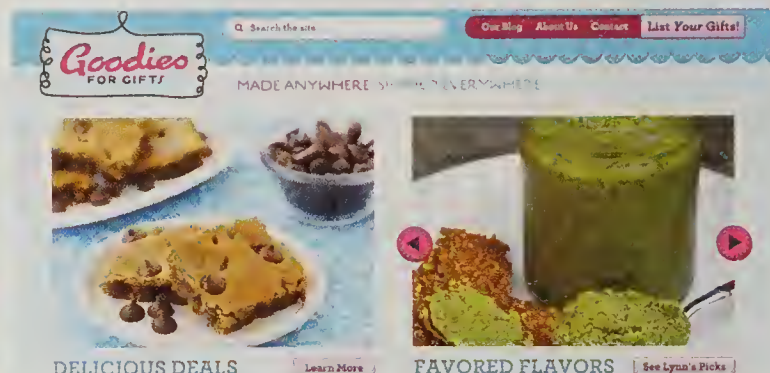 Search the site
Our Blog About Us Contact List Your Gifts!
Goodies
FOR GIFTS
MADE ANYWHERE EVERYWHERE
DELICIOUS DEALS Learn More
FAVORED FLAVORS See Lynn's Picks